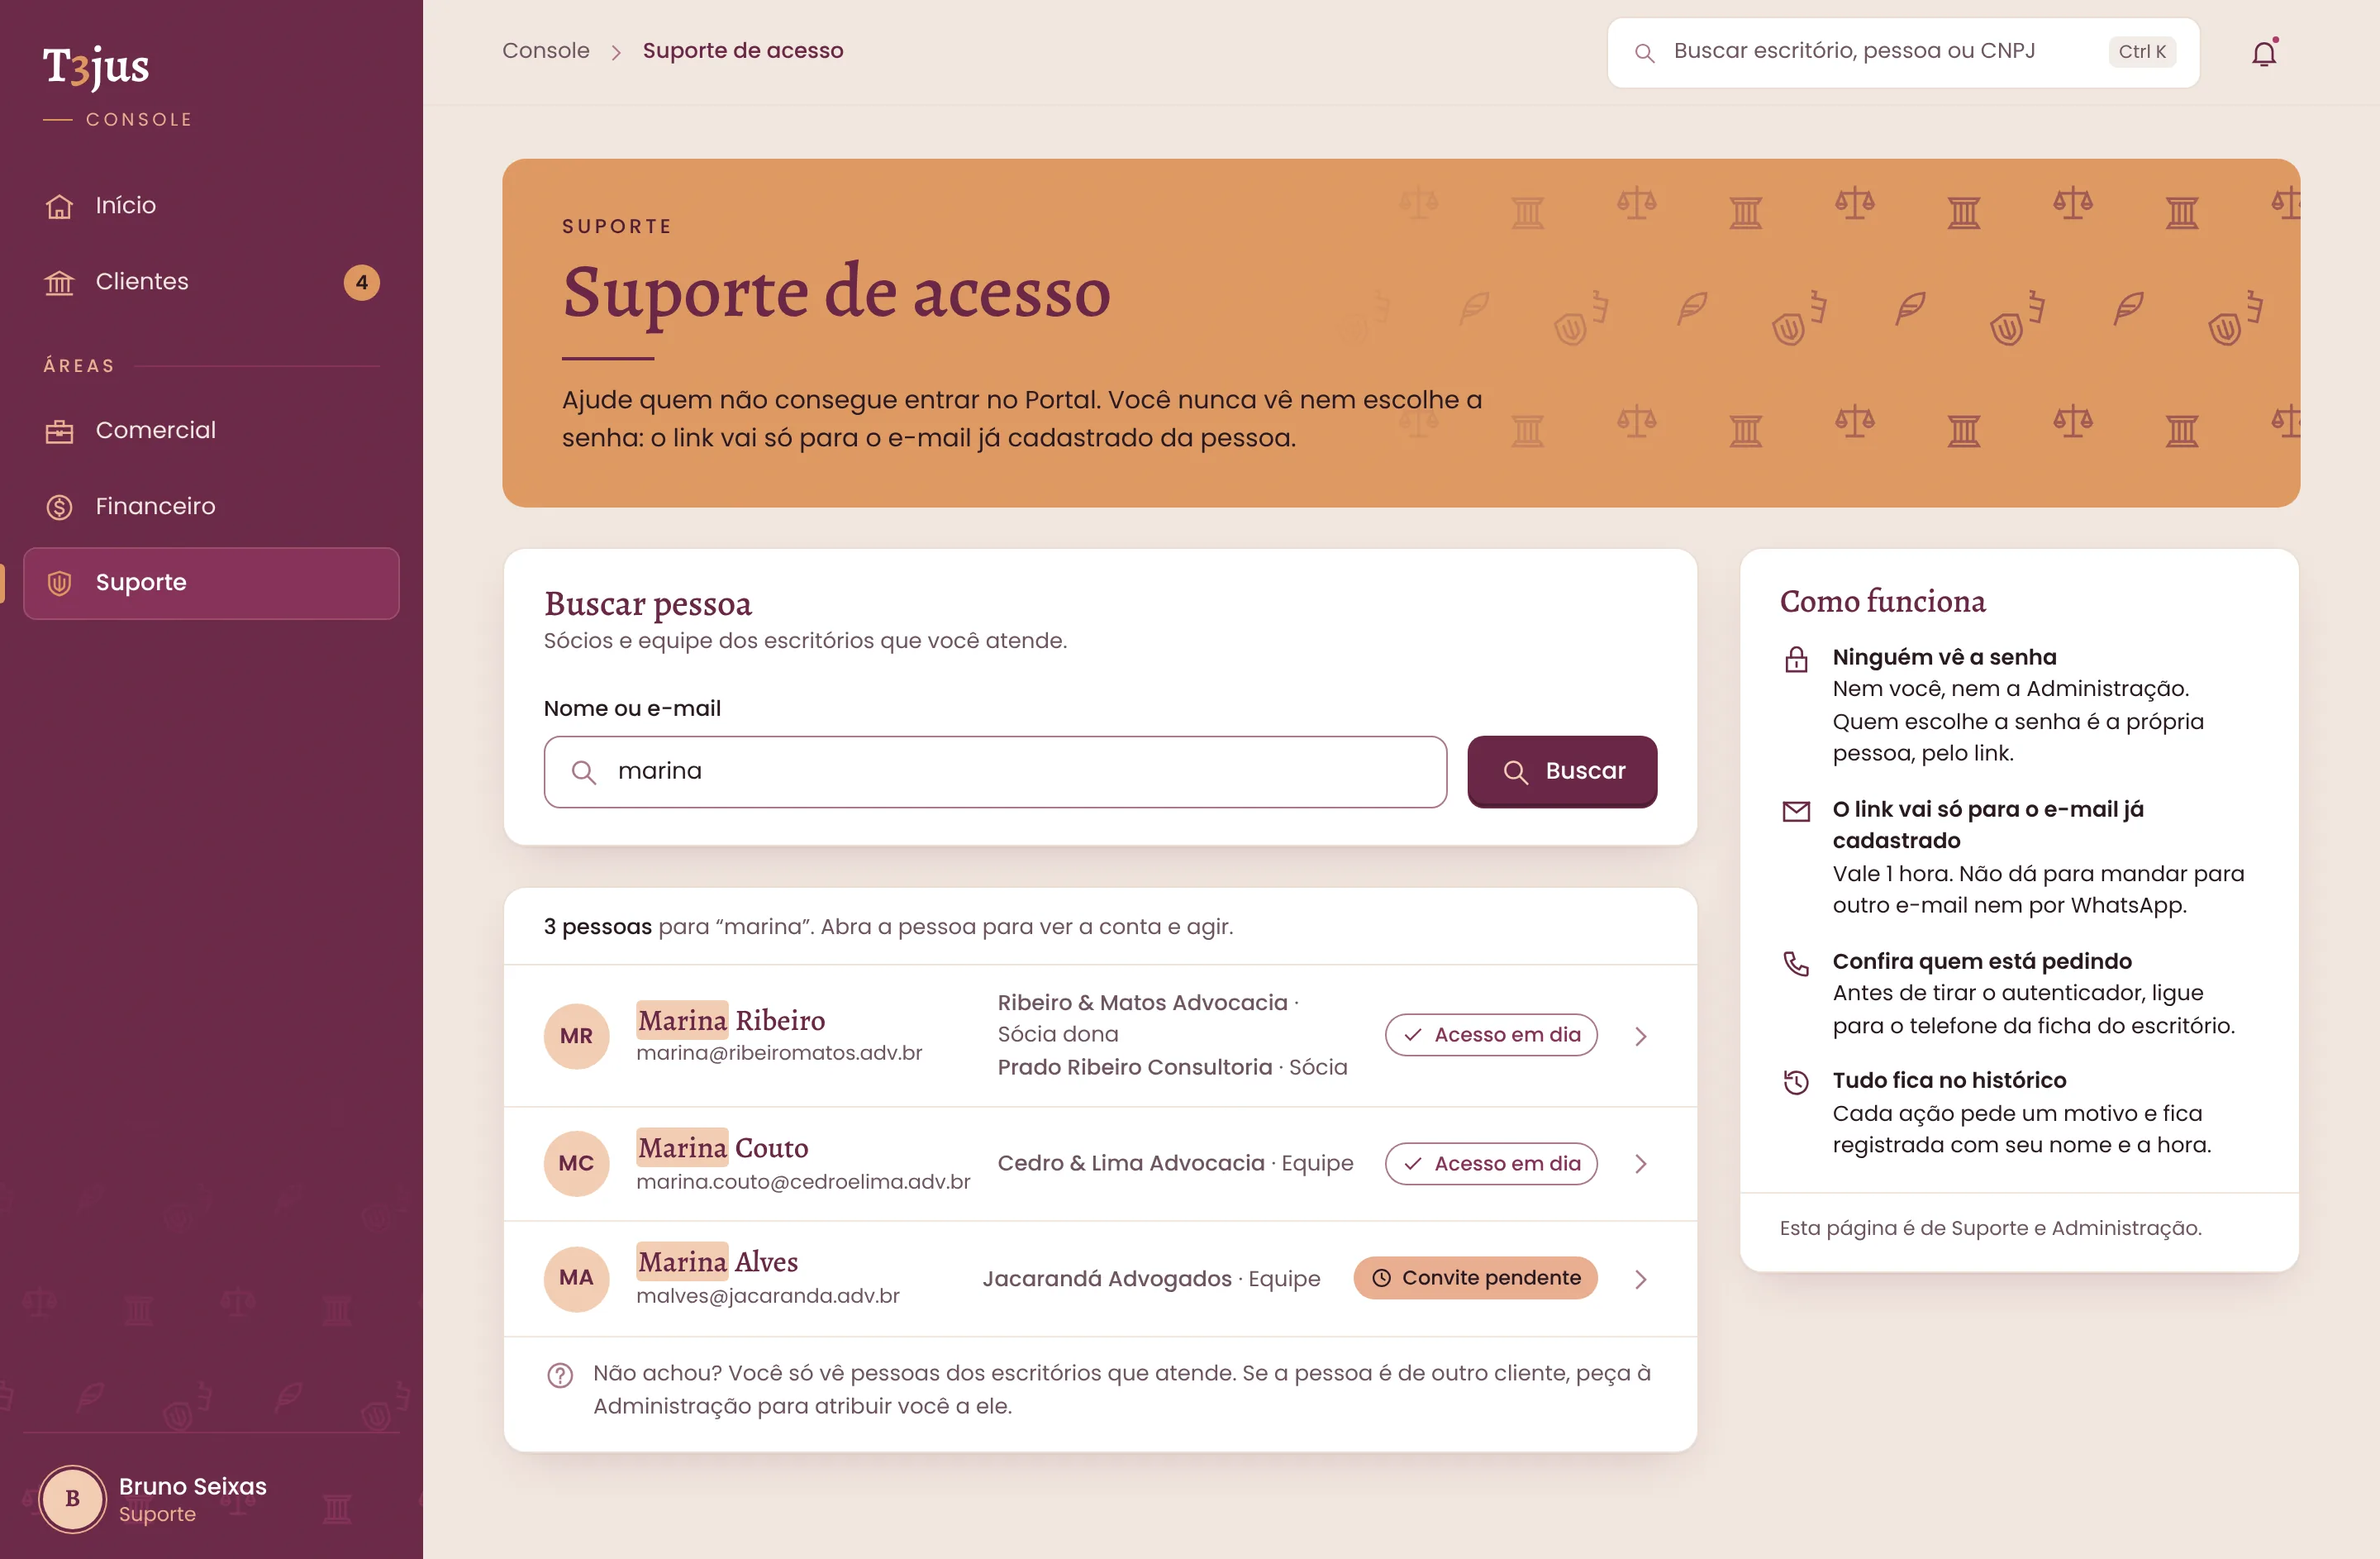 T3jus
CONSOLE
Início
Clientes
4
ÁREAS
Comercial
Financeiro
Suporte
B
Bruno Seixas
Suporte
Console
Suporte de acesso
Buscar escritório, pessoa ou CNPJ
Ctrl K
SUPORTE
Suporte de acesso
Ajude quem não consegue entrar no Portal. Você nunca vê nem escolhe a
senha: o link vai só para o e-mail já cadastrado da pessoa.
Buscar pessoa
Sócios e equipe dos escritórios que você atende.
Nome ou e-mail
marina
Buscar
3 pessoas para “marina”. Abra a pessoa para ver a conta e agir.
MR
Marina Ribeiro
marina@ribeiromatos.adv.br
Ribeiro & Matos Advocacia ·
Sócia dona
Prado Ribeiro Consultoria · Sócia
Acesso em dia
MC
Marina Couto
marina.couto@cedroelima.adv.br
Cedro & Lima Advocacia · Equipe
Acesso em dia
MA
Marina Alves
malves@jacaranda.adv.br
Jacarandá Advogados · Equipe
Convite pendente
Não achou? Você só vê pessoas dos escritórios que atende. Se a pessoa é de outro cliente, peça à
Administração para atribuir você a ele.
Como funciona
Ninguém vê a senha
Nem você, nem a Administração.
Quem escolhe a senha é a própria
pessoa, pelo link.
O link vai só para o e-mail já
cadastrado
Vale 1 hora. Não dá para mandar para
outro e-mail nem por WhatsApp.
Confira quem está pedindo
Antes de tirar o autenticador, ligue
para o telefone da ficha do escritório.
Tudo fica no histórico
Cada ação pede um motivo e fica
registrada com seu nome e a hora.
Esta página é de Suporte e Administração.